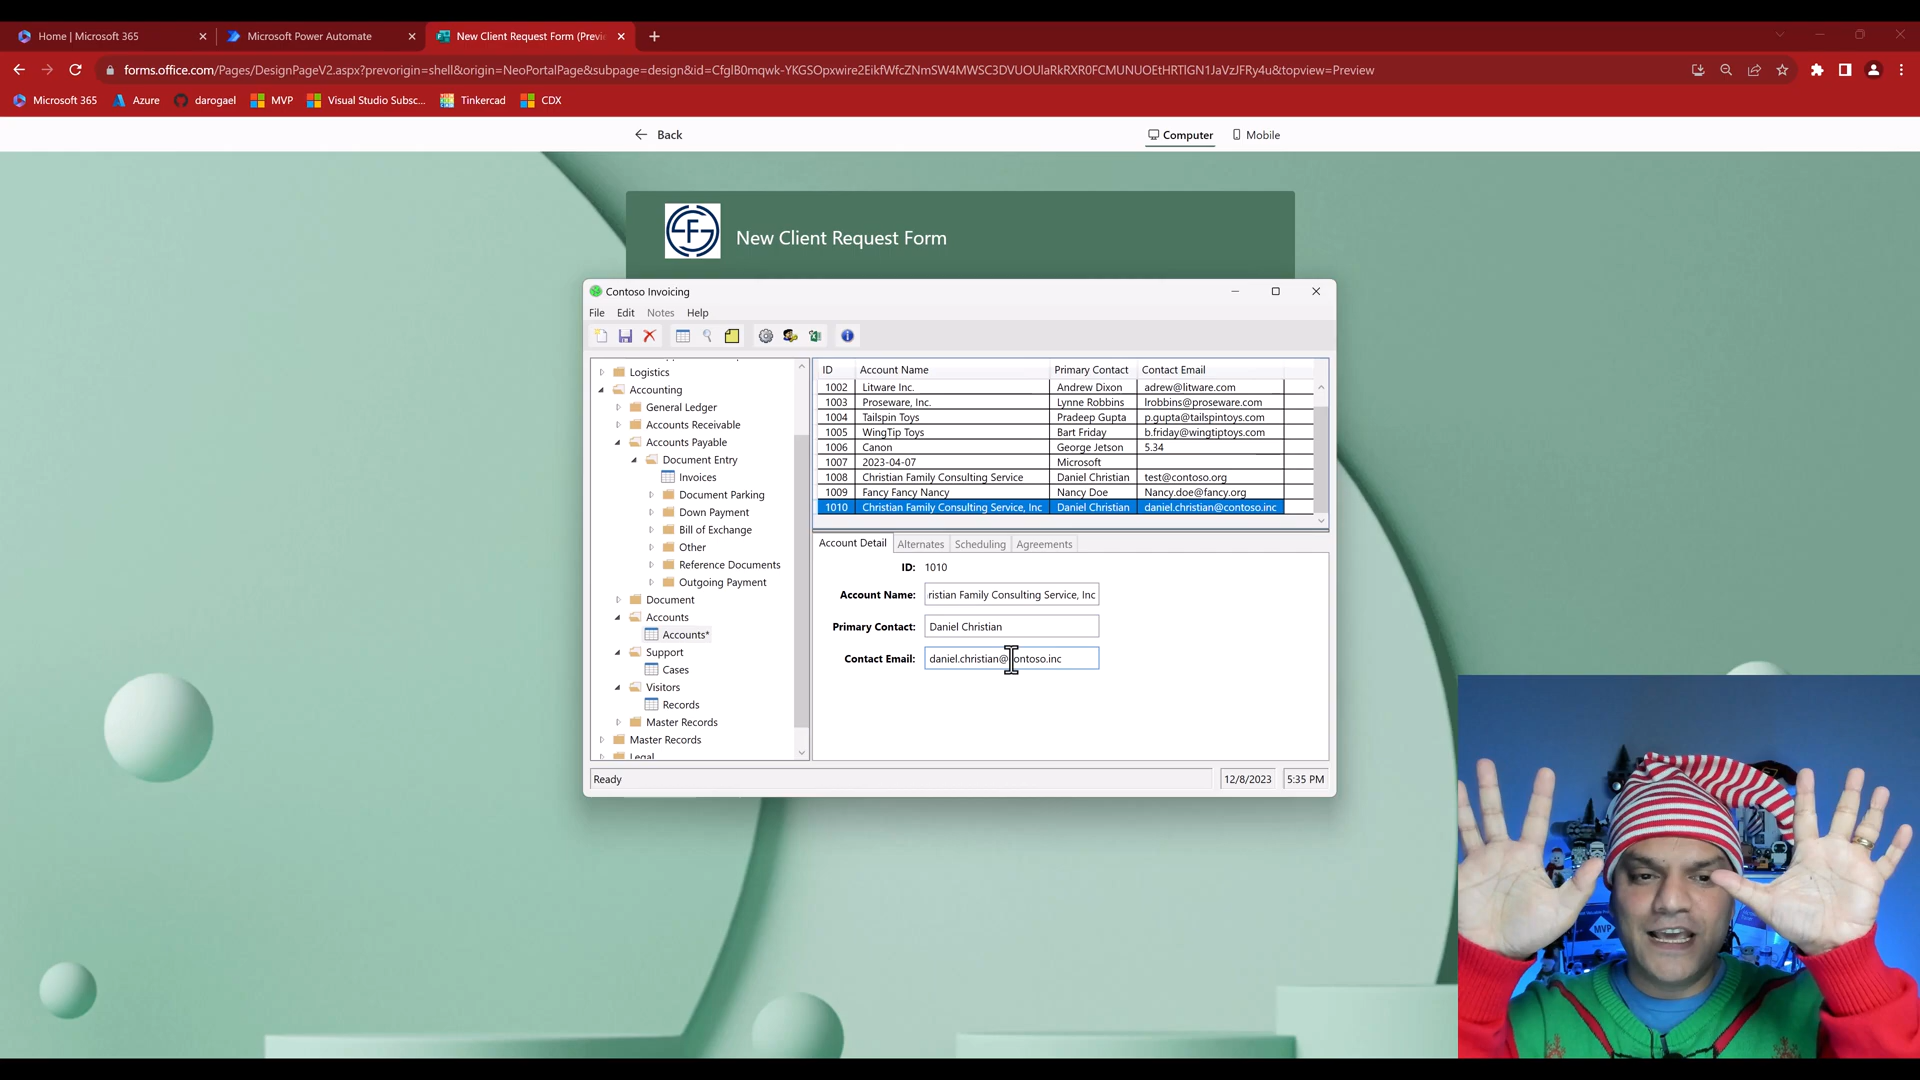 Home | Microsoft 365
Microsoft Power Automate
New Client Request Form (Previ
forms.office.com/Pages/DesignPageV2.aspx?prevorigin=shell&origin=NeoPortalPage&subpage=design&id=CfglB0mqwk-YKGSOpxwire2EikfWfcZNmSW4MWSC3DVUOUlaRkRXR0FCMUNUOEtHRTlGN1JaVzJFRy4u&topview=Preview
Microsoft 365
Azure
darogael
MVP
Visual Studio Subsc...
Tinkercad
CDX
Back
Computer
Mobile
New Client Request Form
Contoso Invoicing
File Edit Notes Help
Logistics
Accounting
General Ledger
Accounts Receivable
Accounts Payable
Document Entry
Invoices
Document Parking
Down Payment
Bill of Exchange
Other
Reference Documents
Outgoing Payment
Document
Accounts
Accounts*
Support
Cases
Visitors
Records
Master Records
Master Records
Legal
ID Account Name Primary Contact Contact Email
1002 Litware Inc. Andrew Dixon adrew@litware.com
1003 Proseware, Inc. Lynne Robbins lrobbins@proseware.com
1004 Tailspin Toys Pradeep Gupta p.gupta@tailspintoys.com
1005 WingTip Toys Bart Friday b.friday@wingtiptoys.com
1006 Canon George Jetson 5.34
1007 2023-04-07 Microsoft
1008 Christian Family Consulting Service Daniel Christian test@contoso.org
1009 Fancy Fancy Nancy Nancy Doe Nancy.doe@fancy.org
1010 Christian Family Consulting Service, Inc Daniel Christian daniel.christian@contoso.inc
Account Detail Alternates Scheduling Agreements
ID: 1010
Account Name: ristian Family Consulting Service, Inc
Primary Contact: Daniel Christian
Contact Email: daniel.christian@contoso.inc
Ready
12/8/2023
5:35 PM
MVP